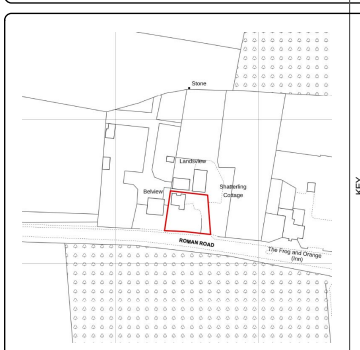 Stone
Landsview
Shatterling
Cottage
Belview
ROMAN ROAD
The Frog and Orange
(Inn)
KEY